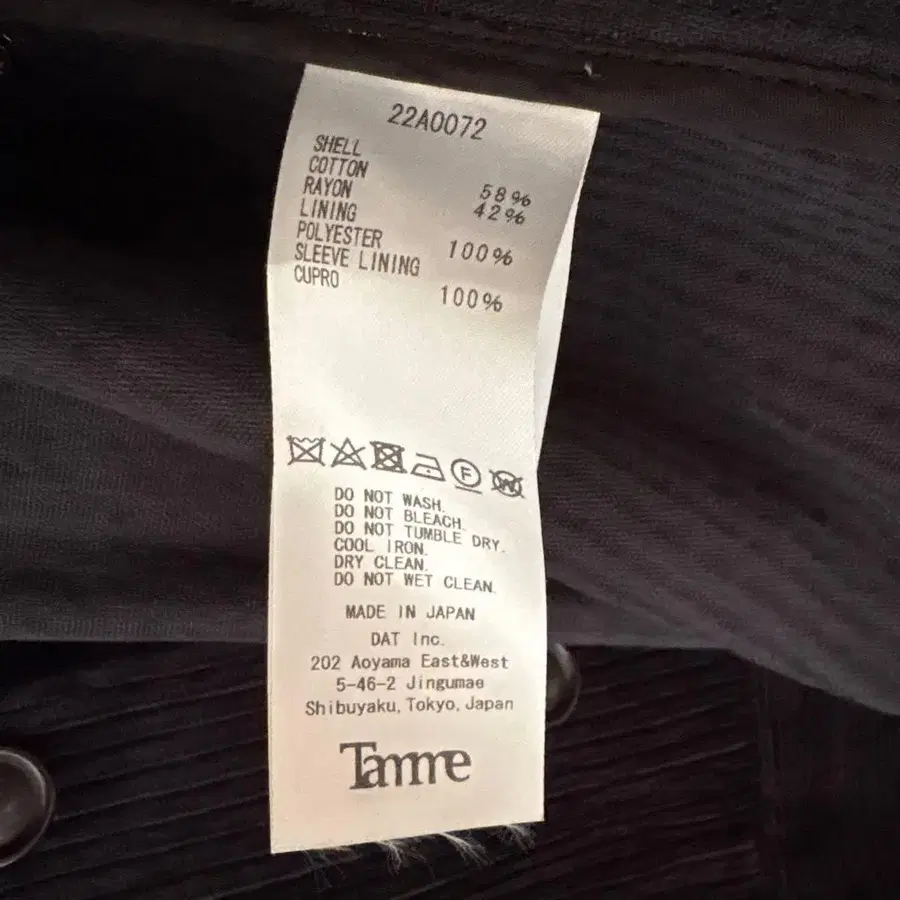 22A0072
SHELL
COTTON 58%
RAYON 42%
LINING
POLYESTER 100%
SLEEVE LINING
CUPRO 100%
F
W
DO NOT WASH.
DO NOT BLEACH.
DO NOT TUMBLE DRY.
COOL IRON.
DRY CLEAN.
DO NOT WET CLEAN.
MADE IN JAPAN
DAT Inc.
202 Aoyama East&West
5-46-2 Jingumae
Shibuyaku, Tokyo, Japan
Tamme